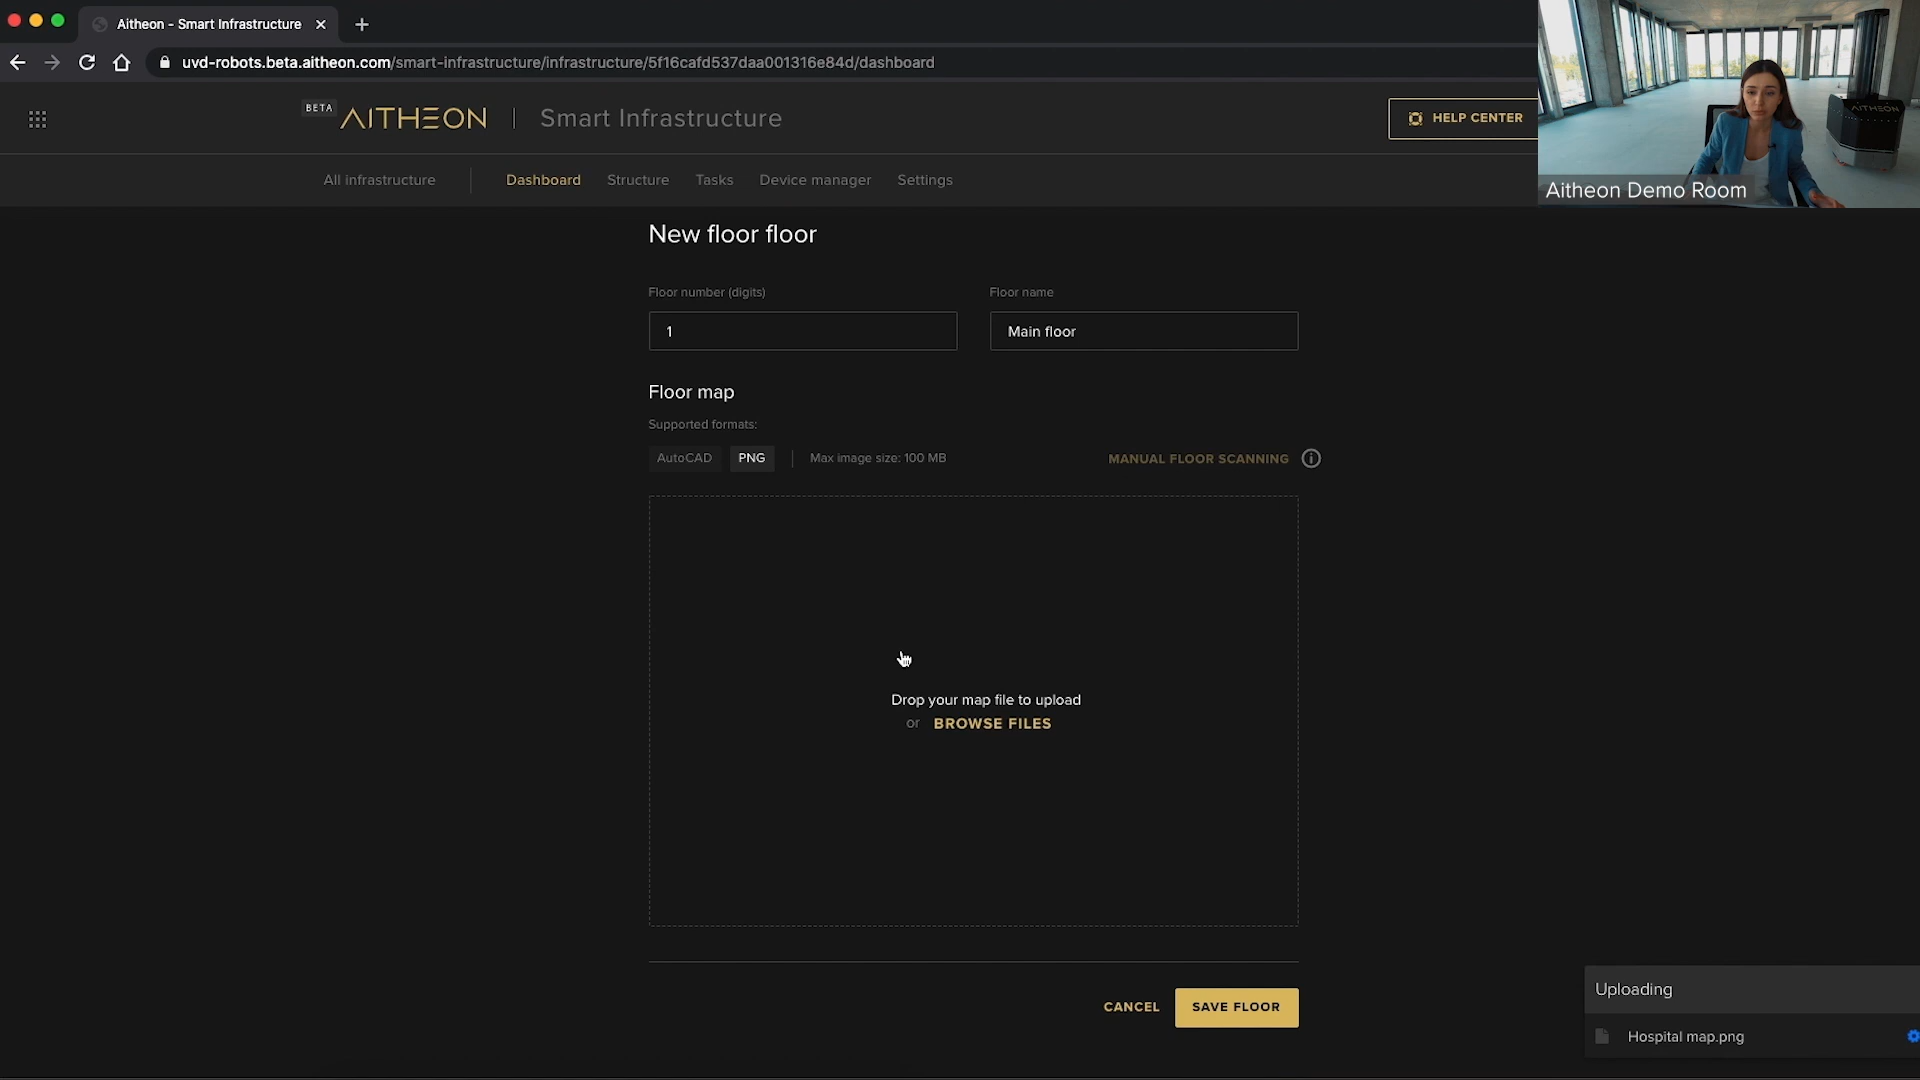 Aitheon - Smart Infrastructure
uvd-robots.beta.aitheon.com/smart-infrastructure/infrastructure/5f16cafd537daa001316e84d/dashboard
BETA AITHEON | Smart Infrastructure
HELP CENTER
AITHEON
Aitheon Demo Room
All infrastructure Dashboard Structure Tasks Device manager Settings
New floor floor
Floor number (digits) Floor name
1 Main floor
Floor map
Supported formats:
AutoCAD PNG Max image size: 100 MB MANUAL FLOOR SCANNING
Drop your map file to upload
or BROWSE FILES
CANCEL SAVE FLOOR
Uploading
Hospital map.png